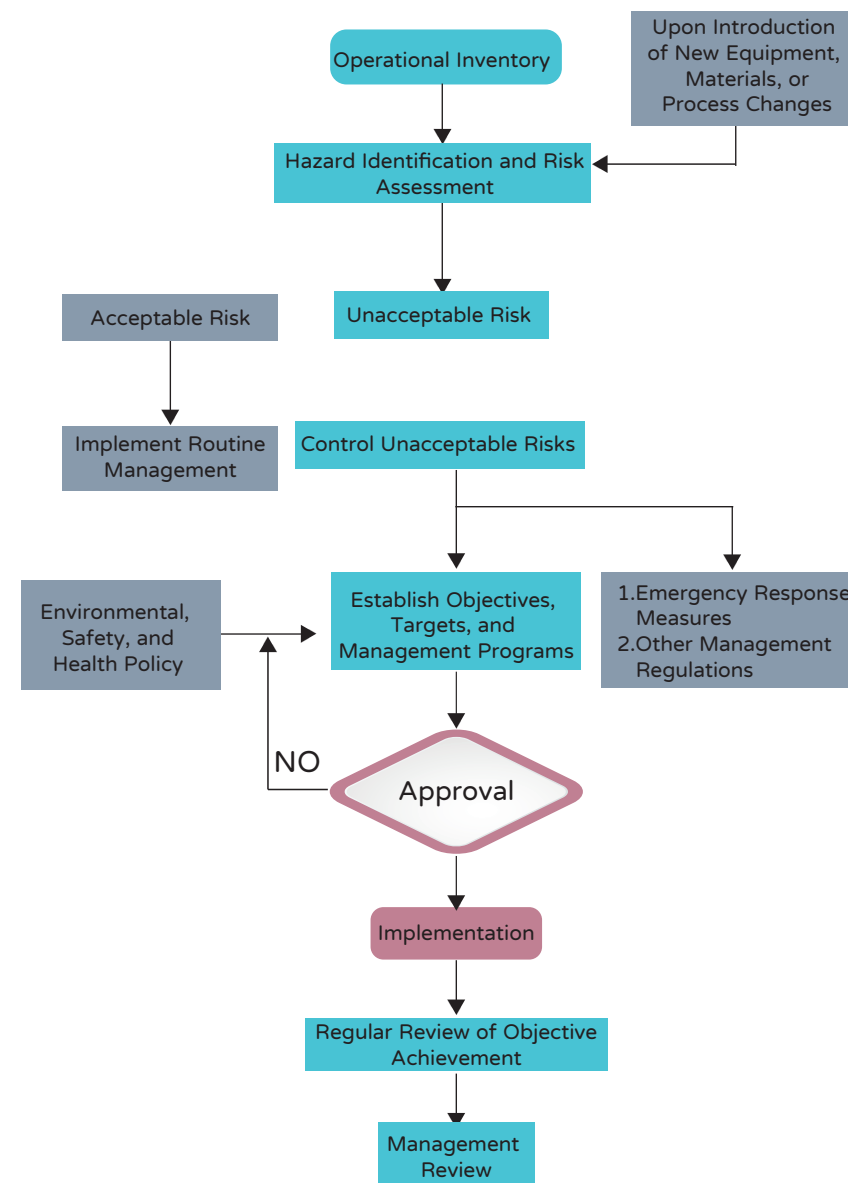 Operational Inventory
Upon Introduction
of New Equipment,
Materials, or
Process Changes
Hazard Identification and Risk
Assessment
Acceptable Risk
Unacceptable Risk
Implement Routine
Management
Control Unacceptable Risks
Environmental,
Safety, and
Health Policy
Establish Objectives,
Targets, and
Management Programs
1.Emergency Response
Measures
2.Other Management
Regulations
NO
Approval
Implementation
Regular Review of Objective
Achievement
Management
Review